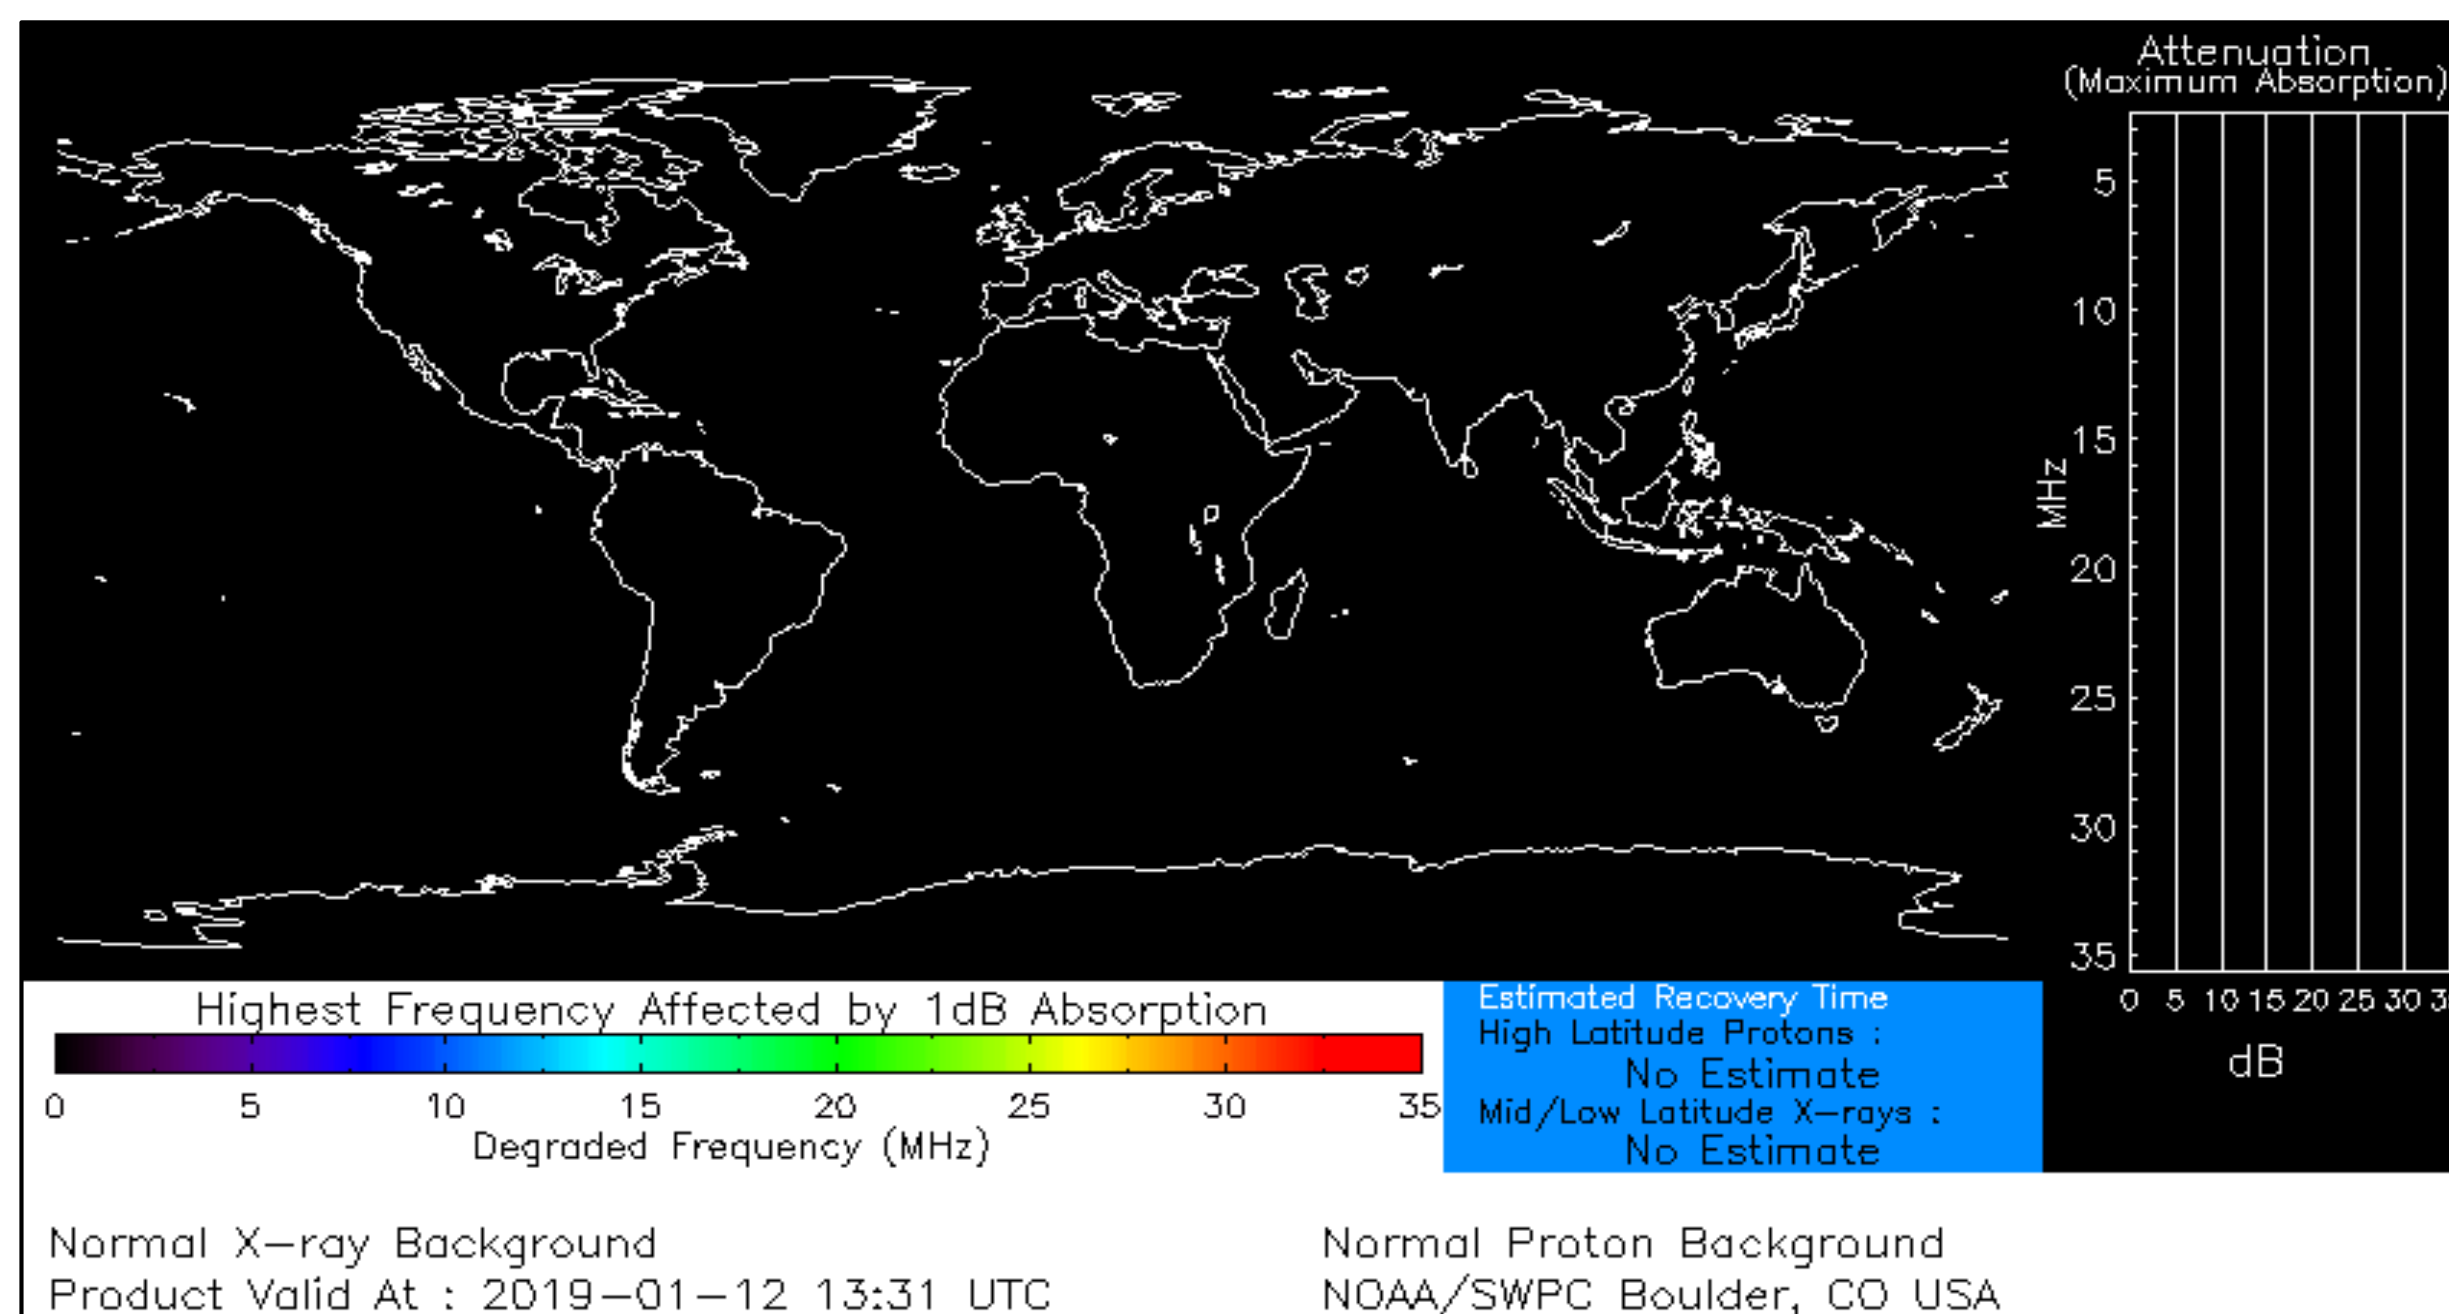 Attenuation
(Maximum Absorption)
5
10
15
20
25
30
35
MHz
0 5 10 15 20 25 30
dB
Highest Frequency Affected by 1dB Absorption
0 5 10 15 20 25 30 35
Degraded Frequency (MHz)
Estimated Recovery Time
High Latitude Protons :
No Estimate
Mid/Low Latitude X-rays :
No Estimate
Normal X-ray Background
Normal Proton Background
Product Valid At : 2019-01-12 13:31 UTC
NOAA/SWPC Boulder, CO USA